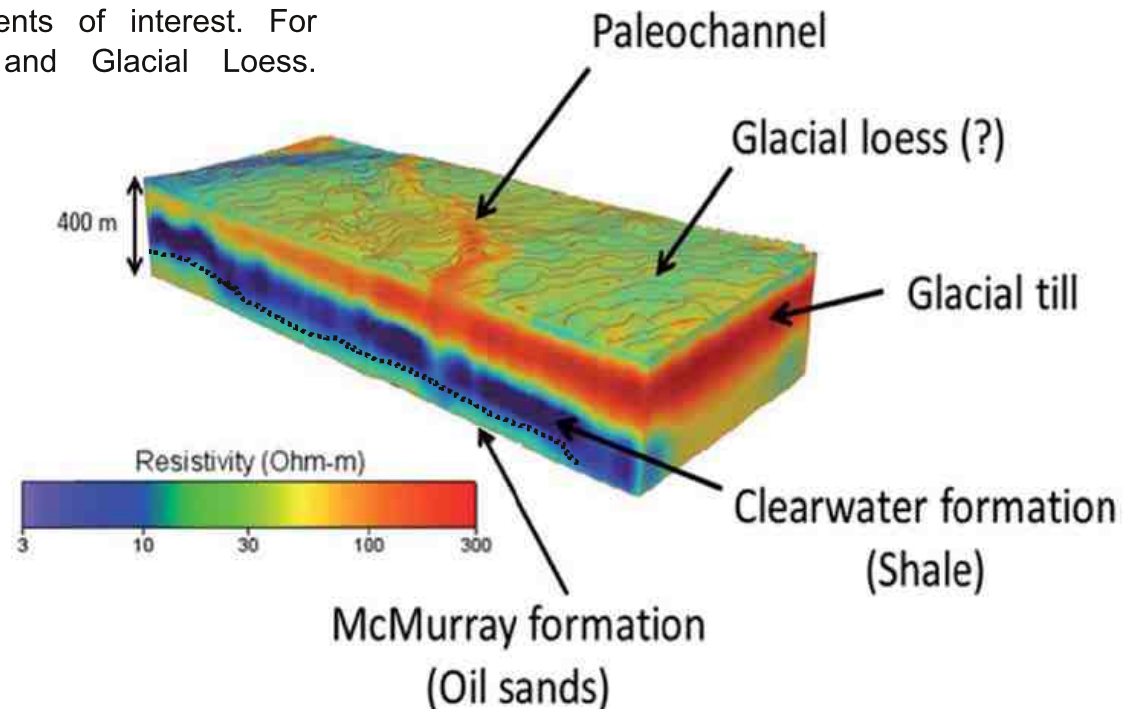 ents of interest. For
and Glacial Loess.
Paleochannel
Glacial loess (?)
400 m
Glacial till
Resistivity (Ohm-m)
3 10 30 100 300
Clearwater formation
(Shale)
McMurray formation
(Oil sands)